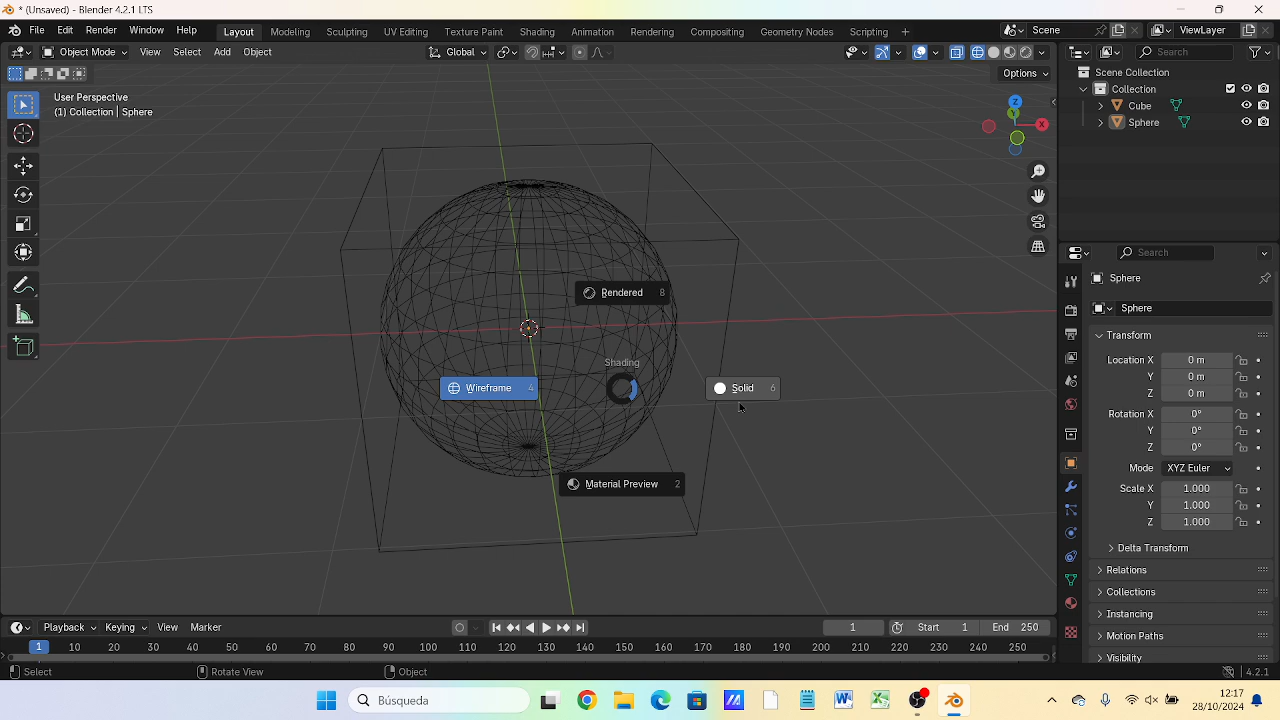 * (Unsaved) - Blender 4.2.1 LTS
File Edit Render Window Help Layout Modeling Sculpting UV Editing Texture Paint Shading Animation Rendering Compositing Geometry Nodes Scripting + Scene ViewLayer
Object Mode View Select Add Object Global Search
Options
User Perspective
(1) Collection | Sphere
Z
Y
X
Scene Collection
Collection
Cube
Sphere
Rendered 8
Shading
Wireframe 4
Solid 6
Material Preview 2
Search
Sphere
Sphere
Transform
Location X 0 m
Y 0 m
Z 0 m
Rotation X 0°
Y 0°
Z 0°
Mode XYZ Euler
Scale X 1.000
Y 1.000
Z 1.000
Delta Transform
Relations
Collections
Instancing
Motion Paths
Visibility
Playback Keying View Marker 1 Start 1 End 250
1 10 20 30 40 50 60 70 80 90 100 110 120 130 140 150 160 170 180 190 200 210 220 230 240 250
Select Rotate View Object 4.2.1
Búsqueda
12:17
28/10/2024